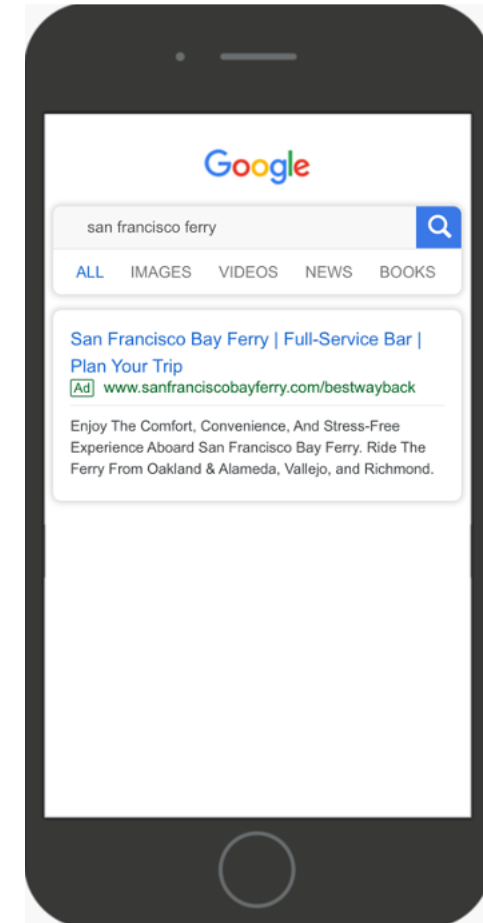 Google
san francisco ferry
ALL IMAGES VIDEOS NEWS BOOKS
San Francisco Bay Ferry | Full-Service Bar |
Plan Your Trip
Ad www.sanfranciscobayferry.com/bestwayback
Enjoy The Comfort, Convenience, And Stress-Free
Experience Aboard San Francisco Bay Ferry. Ride The
Ferry From Oakland & Alameda, Vallejo, and Richmond.